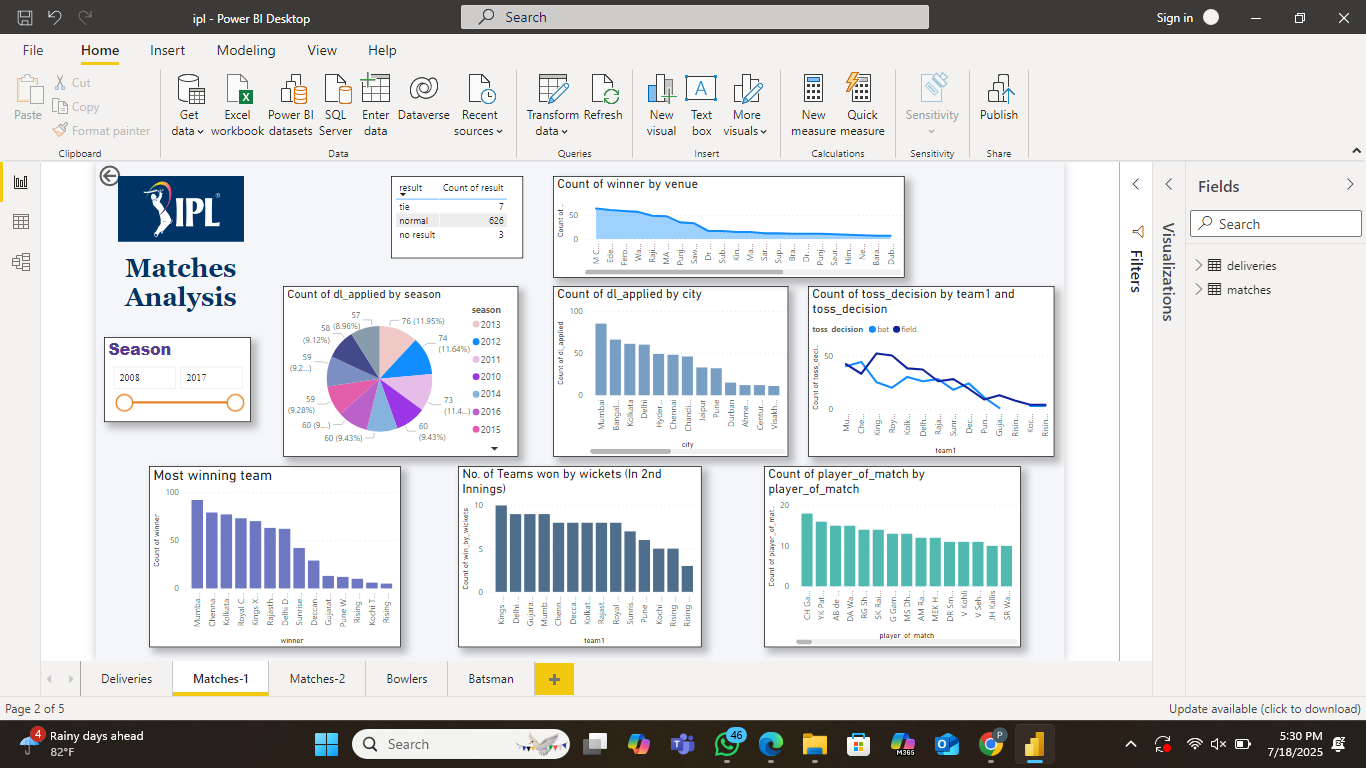 ipl - Power BI Desktop
Search
Sign in
File
Home
Insert
Modeling
View
Help
Paste
Cut
Copy
Format painter
Get data
Excel workbook
Power BI datasets
SQL Server
Enter data
Dataverse
Recent sources
Transform data
Refresh
New visual
Text box
More visuals
New measure
Quick measure
Sensitivity
Publish
Clipboard
Data
Queries
Insert
Calculations
Sensitivity
Share
IPL
Matches
Analysis
Season
2008 2017
result Count of result
tie 7
normal 626
no result 3
Count of winner by venue
Count of ...
50
0
M C...
Ede...
Fero...
Wa...
Raji...
MA ...
Punj...
Saw...
Dr. ...
Sub...
Kin...
Ma...
Sar...
Sup...
Bra...
Dr. ...
Punj...
Saur...
Him...
Ne...
Bara...
Dub...
Count of dl_applied by season
76 (11.95%)
74 (11.64%)
73 (11.4...)
60 (9.43%)
60 (9.43%)
60 (9....)
59 (9.28%)
59 (9.2...)
58 (9.12%)
57 (8.96%)
season
2013
2012
2011
2010
2014
2016
2015
Count of dl_applied by city
Count of dl_applied
100
50
0
Mumbai
Bangal...
Kolkata
Delhi
Hyder...
Chennai
Chandi...
Jaipur
Pune
Durban
Ahme...
Centur...
Visakh...
city
Count of toss_decision by team1 and
toss_decision
toss_decision bat field
Count of toss_deci...
50
0
Mu...
Che...
King...
Roy...
Kolk...
Delh...
Raja...
Sunr...
Dec...
Pun...
Guja...
Risin...
Koc...
Risin...
team1
Most winning team
Count of winner
100
50
0
Mumba...
Chenna...
Kolkata...
Royal C...
Kings X...
Rajasth...
Delhi D...
Sunrise...
Deccan...
Gujarat...
Pune W...
Rising ...
Kochi T...
Rising ...
winner
No. of Teams won by wickets (In 2nd
Innings)
Count of win_by_wickets
10
5
0
Kings ...
Delhi ...
Gujara...
Mumb...
Chenn...
Decca...
Kolkat...
Rajast...
Royal ...
Sunris...
Pune ...
Kochi ...
Rising ...
Rising ...
team1
Count of player_of_match by
player_of_match
Count of player_of_mat...
20
10
0
CH Ga...
YK Pat...
AB de ...
DA Wa...
RG Sh...
SK Rai...
G Gam...
MS Dh...
AM Ra...
MEK H...
DR Sm...
V Kohli
V Seh...
JH Kallis
SR Wa...
player_of_match
Filters
Visualizations
Fields
Search
deliveries
matches
Deliveries
Matches-1
Matches-2
Bowlers
Batsman
Page 2 of 5
Update available (click to download)
4
Rainy days ahead
82°F
Search
46
M365
P
5:30 PM
7/18/2025